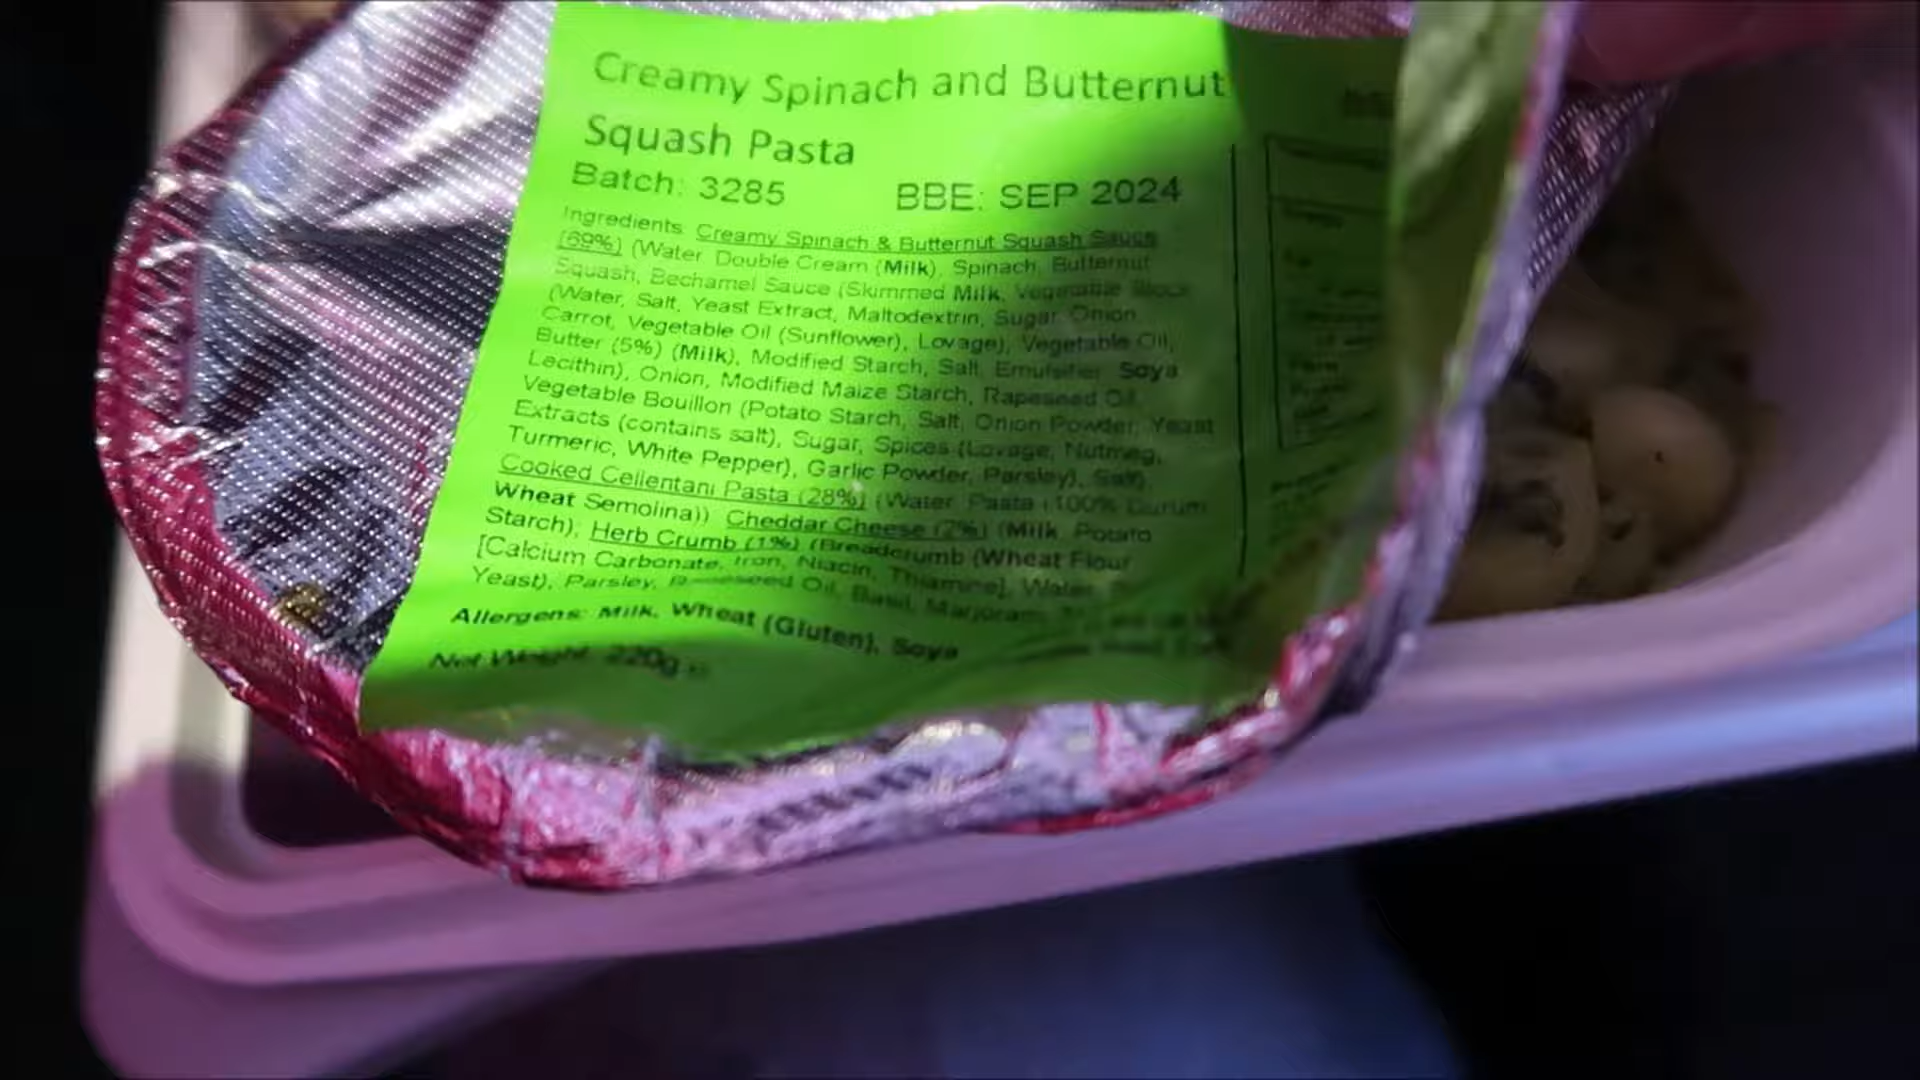 Creamy Spinach and Butternut
Squash Pasta
Batch: 3285 BBE: SEP 2024
Ingredients Creamy Spinach & Butternut Squash Sauce
(69%) (Water Double Cream (Milk), Spinach, Butternut
Squash, Bechamel Sauce (Skimmed Milk, Vegetable Stock
(Water, Salt, Yeast Extract, Maltodextrin, Sugar Onion
Carrot, Vegetable Oil (Sunflower), Lovage), Vegetable Oil,
Butter (5%) (Milk), Modified Starch, Salt, Emulsifier Soya
Lecithin), Onion, Modified Maize Starch, Rapeseed Oil,
Vegetable Bouillon (Potato Starch, Salt, Onion Powder, Yeast
Extracts (contains salt), Sugar, Spices (Lovage, Nutmeg,
Turmeric, White Pepper), Garlic Powder, Parsley), Salt)
Cooked Cellentani Pasta (28%) (Water Pasta (100% Durum
Wheat Semolina)) Cheddar Cheese (2%) (Milk Potato
Starch), Herb Crumb (1%) (Breadcrumb (Wheat Flour
[Calcium Carbonate, Iron, Niacin, Thiamine], Water,
Yeast), Parsley, Oil, Basil, Marjoram
Allergens: Milk, Wheat (Gluten), Soya
Net Weight 220g e